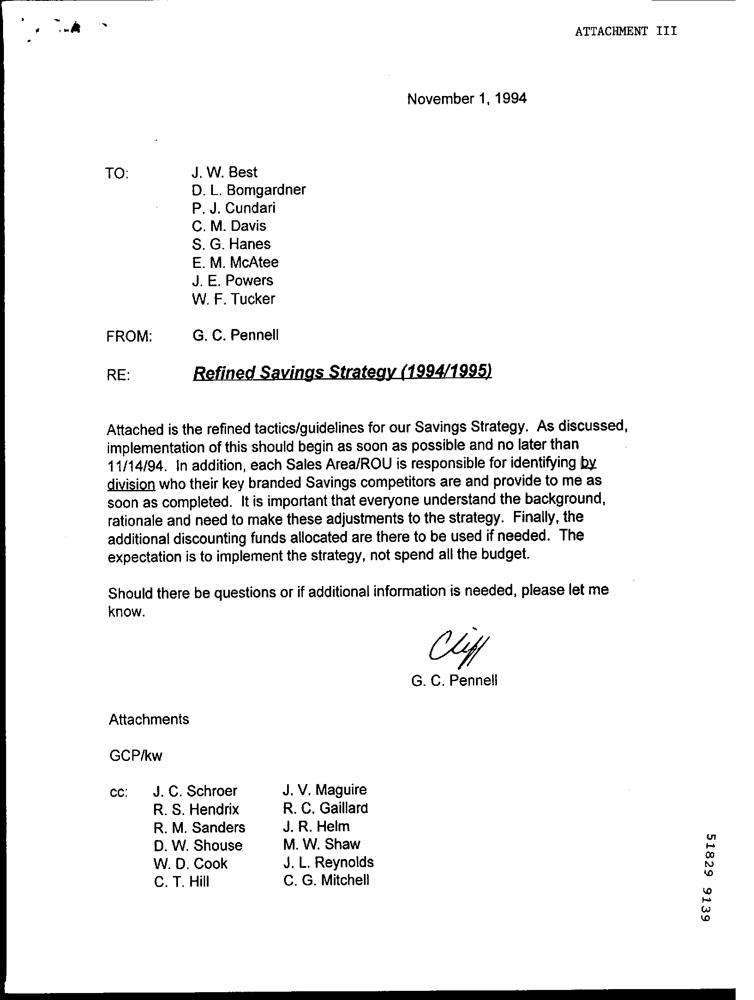 ATTACHMENT III
November 1, 1994
TO: J. W. Best
D. L. Bomgardner
P. J. Cundari
C. M. Davis
S. G. Hanes
E. M. McAtee
J. E. Powers
W. F. Tucker
FROM: G. C. Pennell
RE: Refined Savings Strategy (1994/1995)
Attached is the refined tactics/guidelines for our Savings Strategy. As discussed,
implementation of this should begin as soon as possible and no later than
11/14/94. In addition, each Sales Area/ROU is responsible for identifying by
division who their key branded Savings competitors are and provide to me as
soon as completed. It is important that everyone understand the background,
rationale and need to make these adjustments to the strategy. Finally, the
additional discounting funds allocated are there to be used if needed. The
expectation is to implement the strategy, not spend all the budget.
Should there be questions or if additional information is needed, please let me
know.
Cliff
G. C. Pennell
Attachments
GCP/kw
cc: J. C. Schroer J. V. Maguire
R. S. Hendrix R. C. Gaillard
R. M. Sanders J. R. Helm
D. W. Shouse M. W. Shaw
W. D. Cook J. L. Reynolds
C. T. Hill C. G. Mitchell
51829 9139